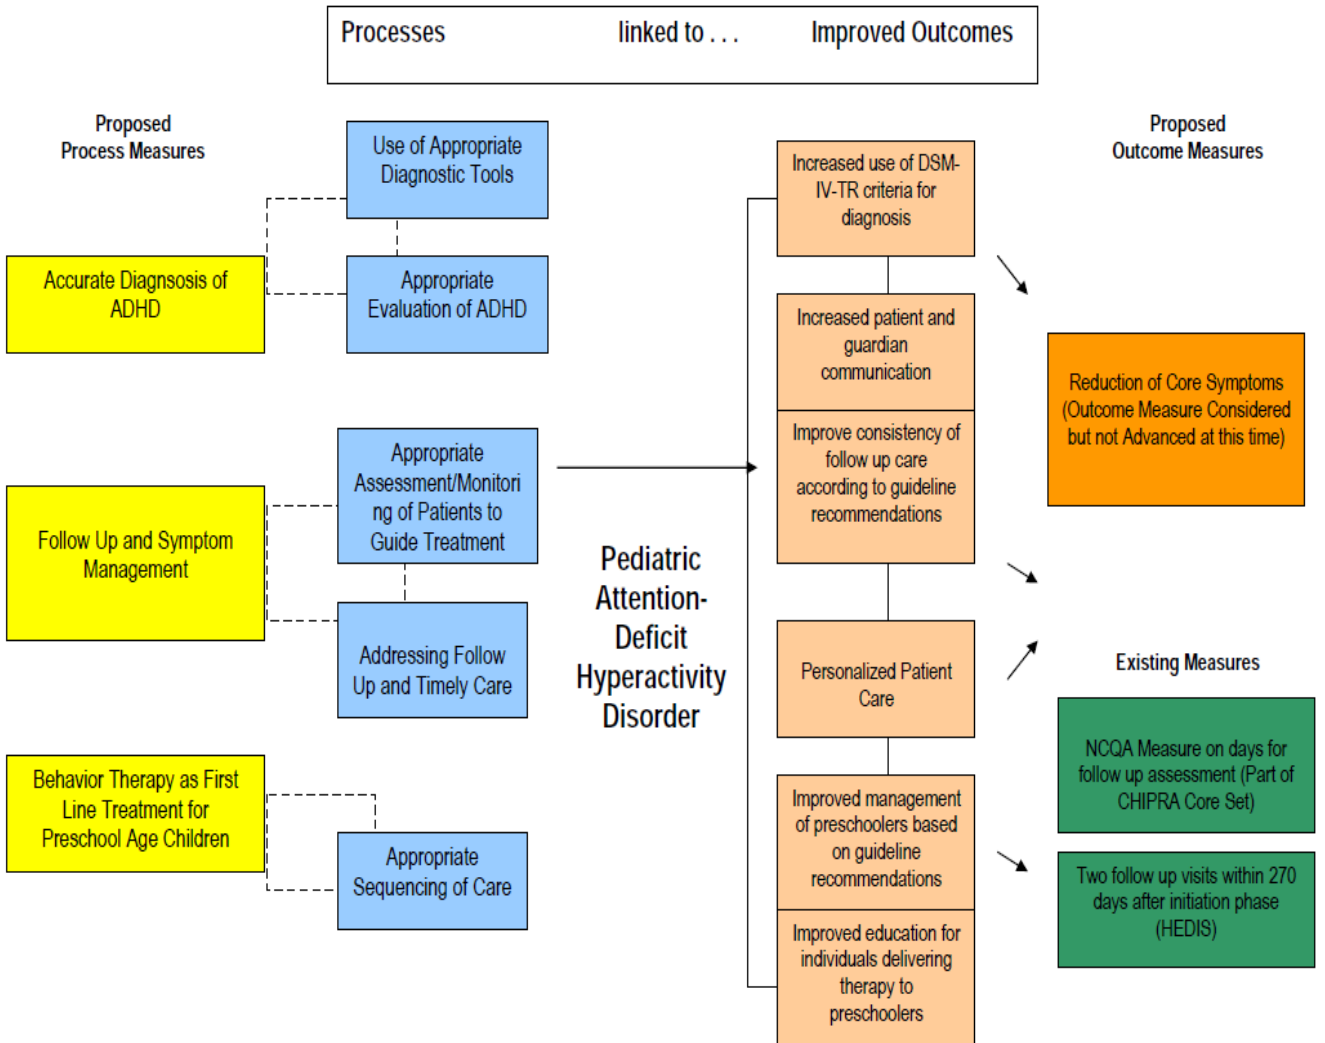 Processes linked to . . . Improved Outcomes
Proposed
Process Measures
Use of Appropriate
Diagnostic Tools
Accurate Diagnsosis of
ADHD
Appropriate
Evaluation of ADHD
Appropriate
Assessment/Monitori
ng of Patients to
Guide Treatment
Follow Up and Symptom
Management
Addressing Follow
Up and Timely Care
Behavior Therapy as First
Line Treatment for
Preschool Age Children
Appropriate
Sequencing of Care
Pediatric
Attention-
Deficit
Hyperactivity
Disorder
Increased use of DSM-
IV-TR criteria for
diagnosis
Increased patient and
guardian
communication
Improve consistency of
follow up care
according to guideline
recommendations
Personalized Patient
Care
Improved management
of preschoolers based
on guideline
recommendations
Improved education for
individuals delivering
therapy to
preschoolers
Proposed
Outcome Measures
Reduction of Core Symptoms
(Outcome Measure Considered
but not Advanced at this time)
Existing Measures
NCQA Measure on days for
follow up assessment (Part of
CHIPRA Core Set)
Two follow up visits within 270
days after initiation phase
(HEDIS)